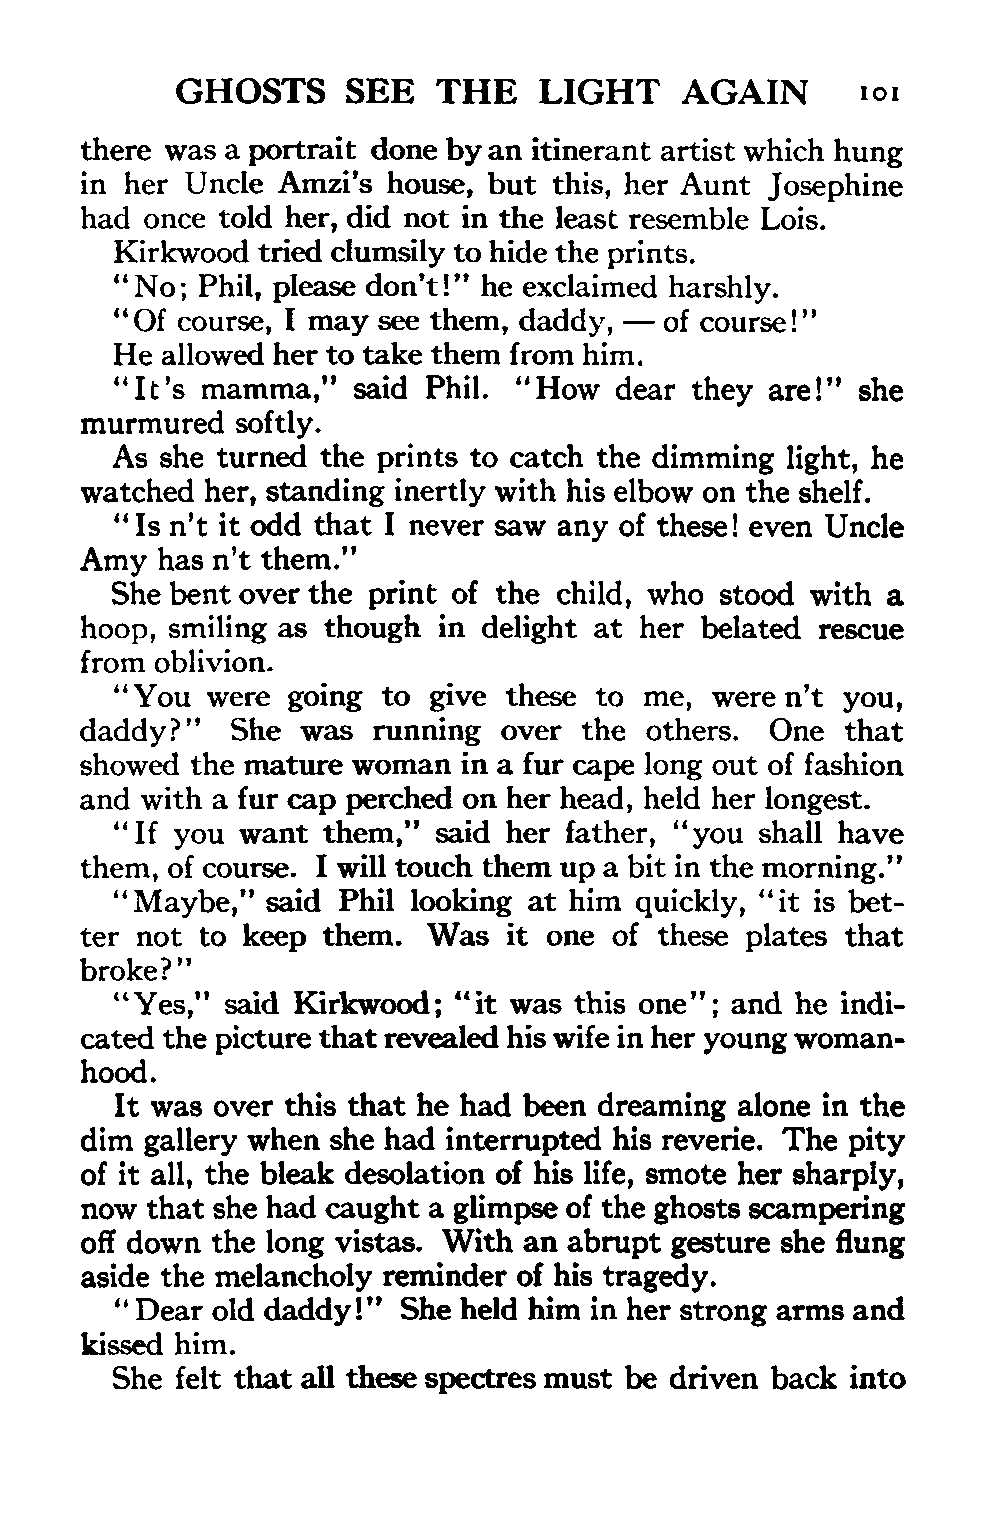 GHOSTS SEE THE LIGHT AGAIN 101
there was a portrait done by an itinerant artist which hung
in her Uncle Amzi's house, but this, her Aunt Josephine
had once told her, did not in the least resemble Lois.
Kirkwood tried clumsily to hide the prints.
"No; Phil, please don't!" he exclaimed harshly.
"Of course, I may see them, daddy, — of course!"
He allowed her to take them from him.
"It's mamma," said Phil. "How dear they are!" she
murmured softly.
As she turned the prints to catch the dimming light, he
watched her, standing inertly with his elbow on the shelf.
"Is n't it odd that I never saw any of these! even Uncle
Amy has n't them."
She bent over the print of the child, who stood with a
hoop, smiling as though in delight at her belated rescue
from oblivion.
"You were going to give these to me, were n't you,
daddy?" She was running over the others. One that
showed the mature woman in a fur cape long out of fashion
and with a fur cap perched on her head, held her longest.
"If you want them," said her father, "you shall have
them, of course. I will touch them up a bit in the morning."
"Maybe," said Phil looking at him quickly, "it is bet-
ter not to keep them. Was it one of these plates that
broke?"
"Yes," said Kirkwood; "it was this one"; and he indi-
cated the picture that revealed his wife in her young woman-
hood.
It was over this that he had been dreaming alone in the
dim gallery when she had interrupted his reverie. The pity
of it all, the bleak desolation of his life, smote her sharply,
now that she had caught a glimpse of the ghosts scampering
off down the long vistas. With an abrupt gesture she flung
aside the melancholy reminder of his tragedy.
"Dear old daddy!" She held him in her strong arms and
kissed him.
She felt that all these spectres must be driven back into